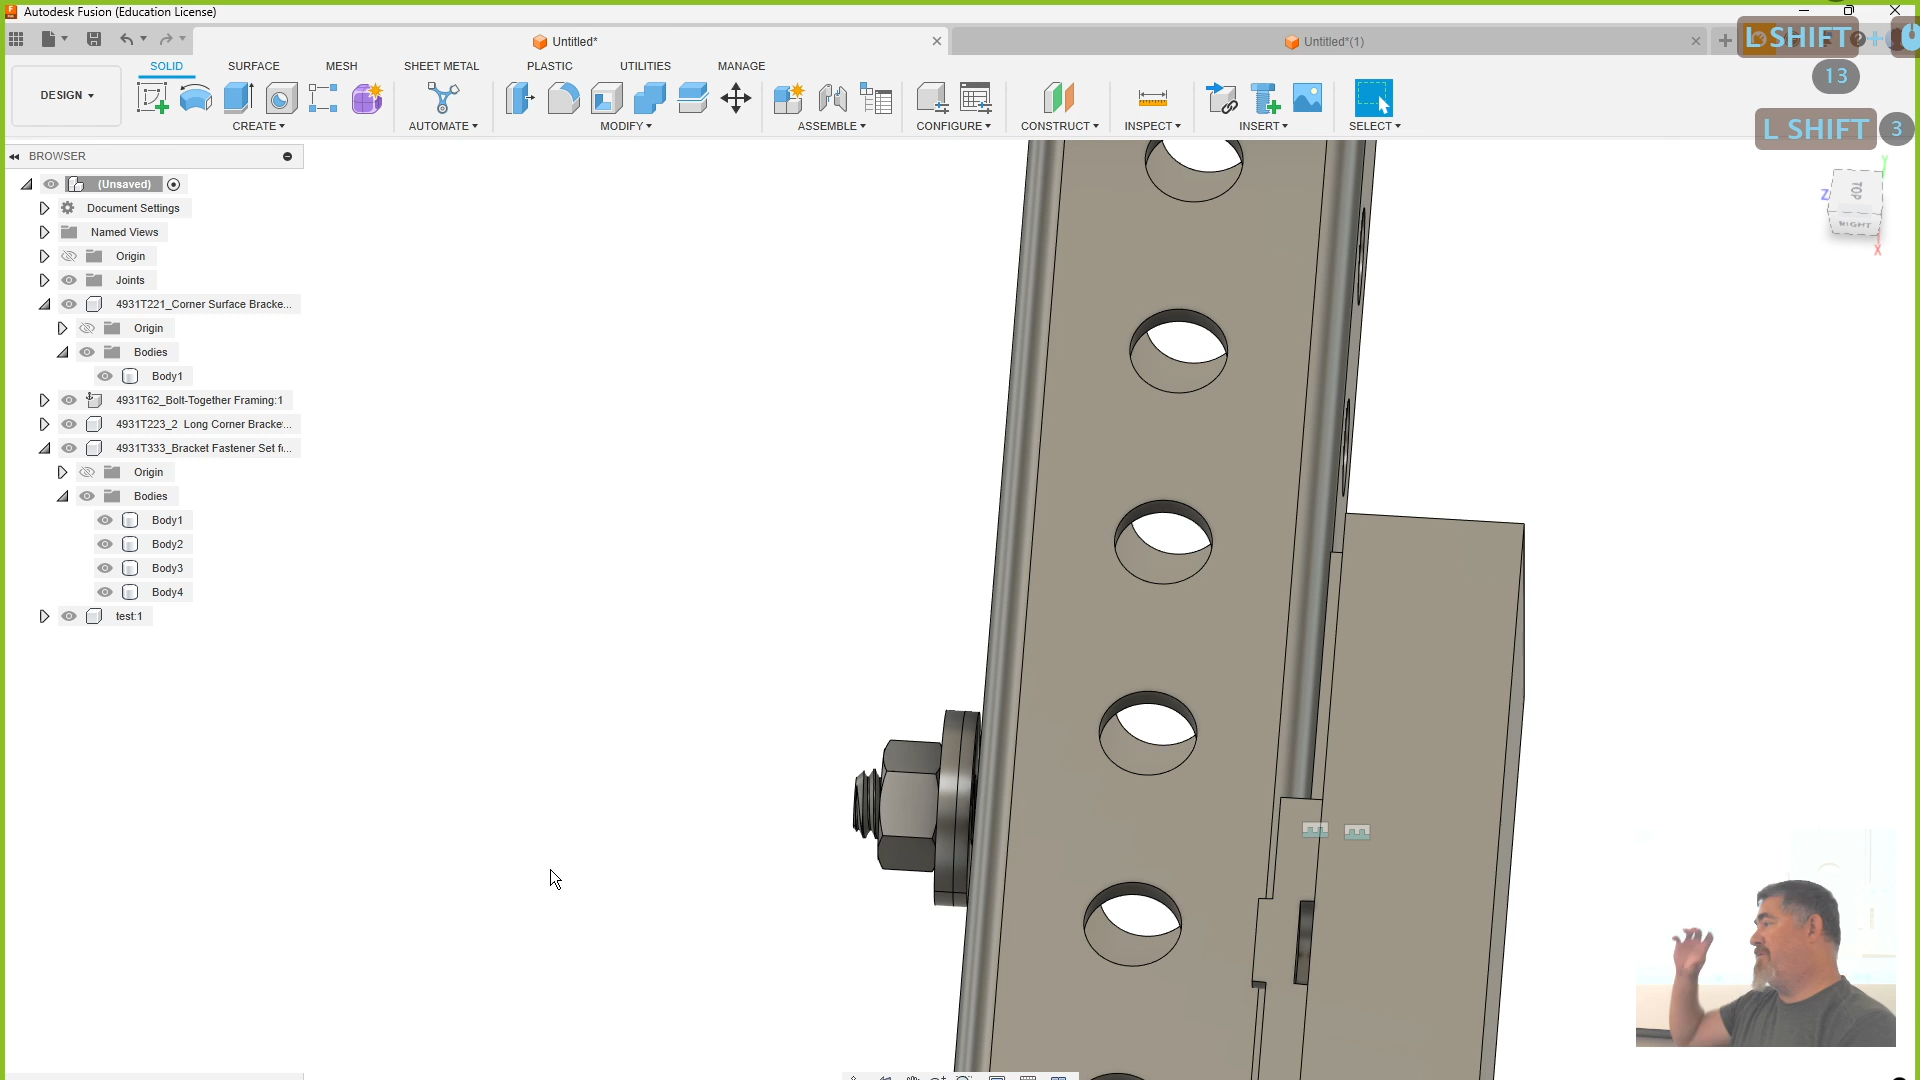 Autodesk Fusion (Education License)
Untitled*
Untitled*(1)
L SHIFT
13
L SHIFT 3
DESIGN
SOLID SURFACE MESH SHEET METAL PLASTIC UTILITIES MANAGE
CREATE AUTOMATE MODIFY ASSEMBLE CONFIGURE CONSTRUCT INSPECT INSERT SELECT
BROWSER
(Unsaved)
Document Settings
Named Views
Origin
Joints
4931T221_Corner Surface Bracke...
Origin
Bodies
Body1
4931T62_Bolt-Together Framing:1
4931T223_2 Long Corner Bracke...
4931T333_Bracket Fastener Set f...
Origin
Bodies
Body1
Body2
Body3
Body4
test:1
Y
Z
TOP
RIGHT
X